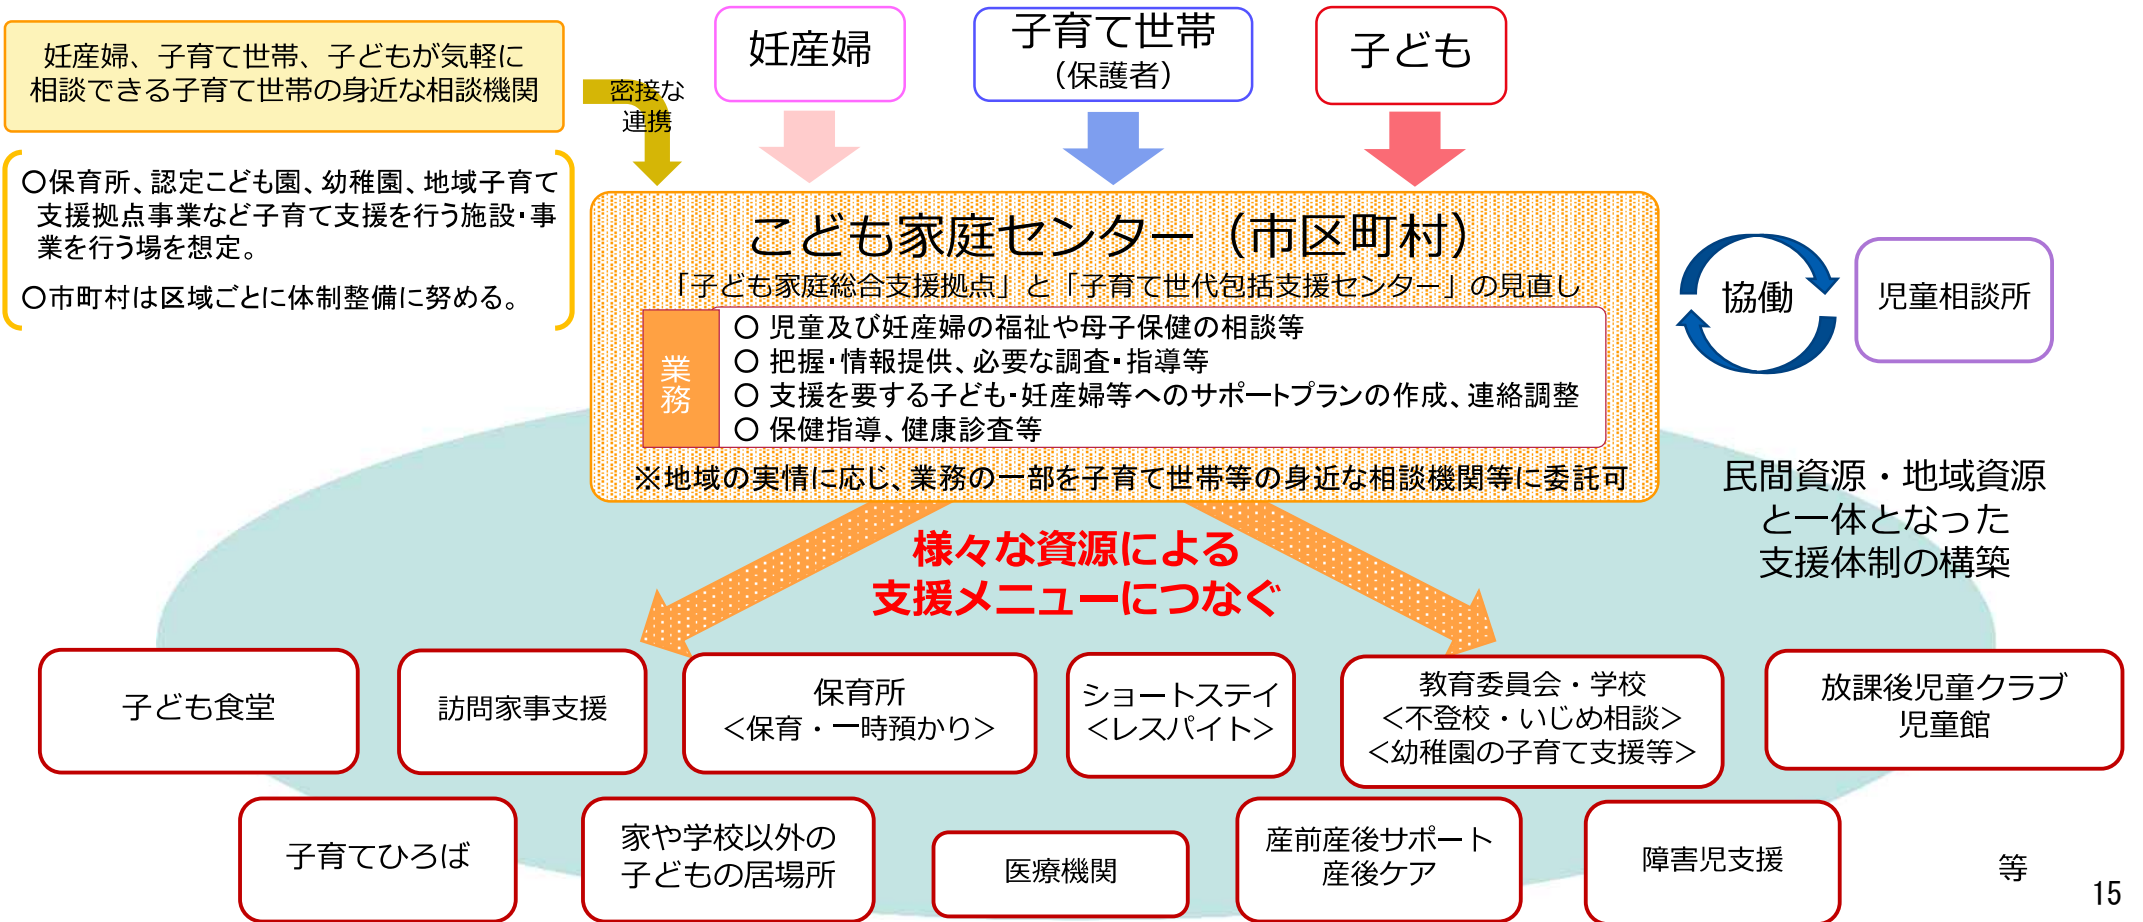 妊産婦、子育て世帯、子どもが気軽に
相談できる子育て世帯の身近な相談機関
密接な
連携
妊産婦
子育て世帯
（保護者）
子ども
〇保育所、認定こども園、幼稚園、地域子育て
支援拠点事業など子育て支援を行う施設・事
業を行う場を想定。
〇市町村は区域ごとに体制整備に努める。
こども家庭センター（市区町村）
「子ども家庭総合支援拠点」と「子育て世代包括支援センター」の見直し
業務
〇 児童及び妊産婦の福祉や母子保健の相談等
〇 把握・情報提供、必要な調査・指導等
〇 支援を要する子ども・妊産婦等へのサポートプランの作成、連絡調整
〇 保健指導、健康診査等
※地域の実情に応じ、業務の一部を子育て世帯等の身近な相談機関等に委託可
協働
児童相談所
民間資源・地域資源
と一体となった
支援体制の構築
様々な資源による
支援メニューにつなぐ
子ども食堂
訪問家事支援
保育所
＜保育・一時預かり＞
ショートステイ
＜レスパイト＞
教育委員会・学校
＜不登校・いじめ相談＞
＜幼稚園の子育て支援等＞
放課後児童クラブ
児童館
子育てひろば
家や学校以外の
子どもの居場所
医療機関
産前産後サポート
産後ケア
障害児支援
等
15